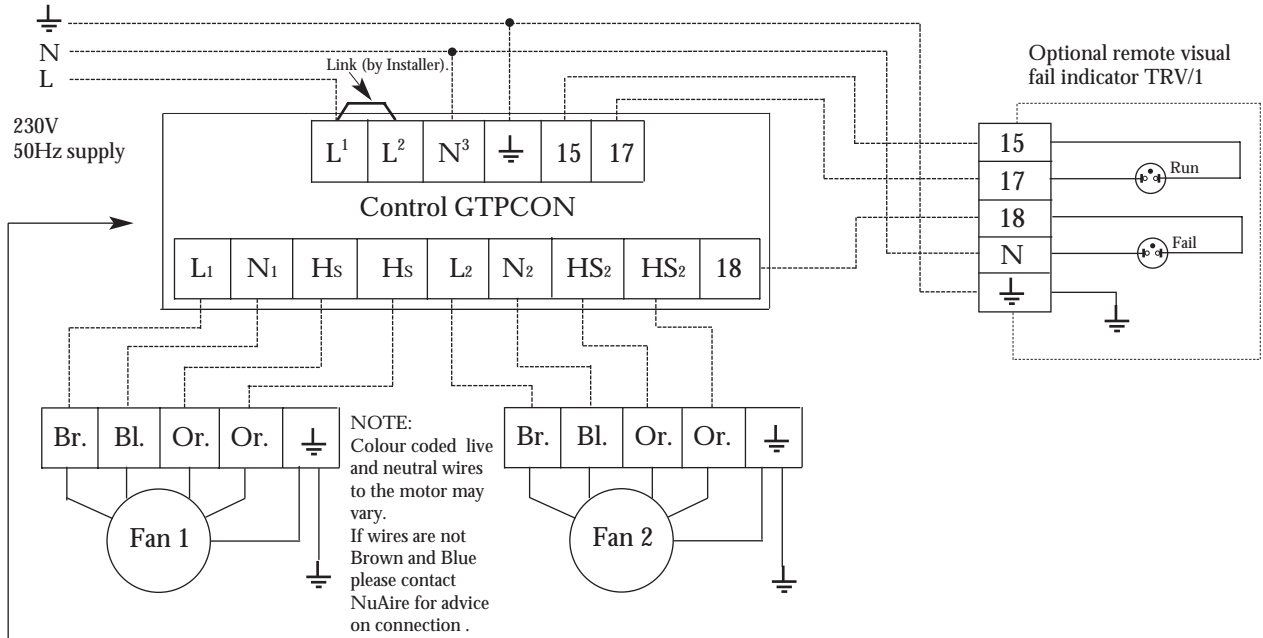 N
L
Link (by Installer).
Optional remote visual
fail indicator TRV/1
230V
50Hz supply
L¹ L² N³ 15 17
Control GTPCON
L1 N1 HS HS L2 N2 HS2 HS2 18
15
17
18
N
Run
Fail
Br. Bl. Or. Or.
Fan 1
NOTE:
Colour coded live
and neutral wires
to the motor may
vary.
If wires are not
Brown and Blue
please contact
NuAire for advice
on connection .
Br. Bl. Or. Or.
Fan 2